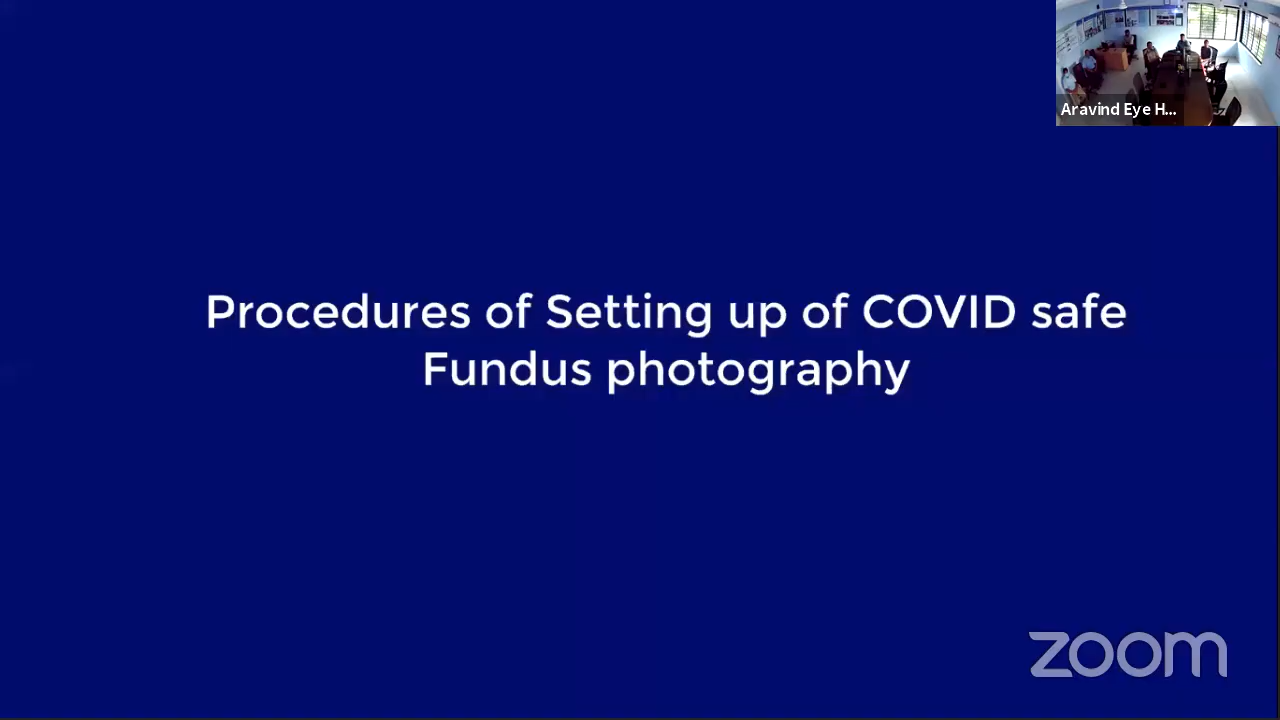 Aravind Eye H...
Procedures of Setting up of COVID safe
Fundus photography
zoom